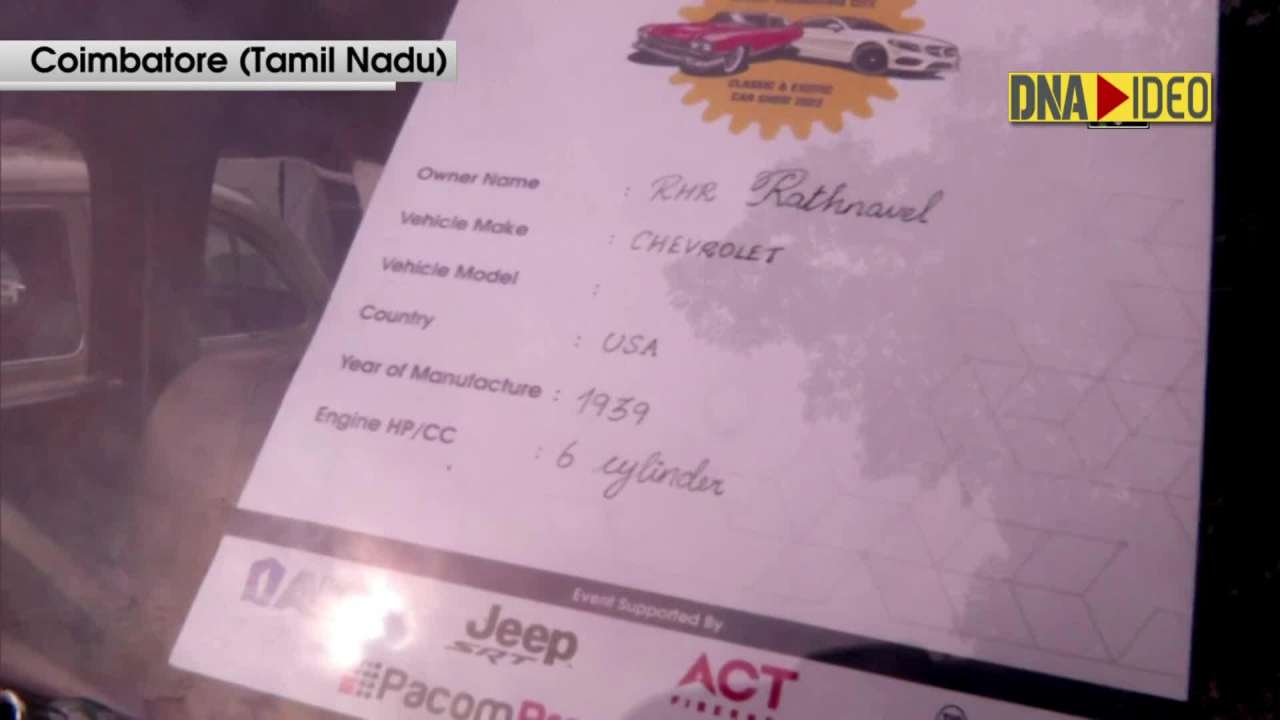 Coimbatore (Tamil Nadu)
DNA VIDEO
CLASSIC & EXOTIC
CAR SHOW 2022
Owner Name : RHR Rathnavel
Vehicle Make : CHEVROLET
Vehicle Model :
Country : USA
Year of Manufacture : 1939
Engine HP/CC : 6 cylinder
Event Supported By
Jeep
SRT
ACT